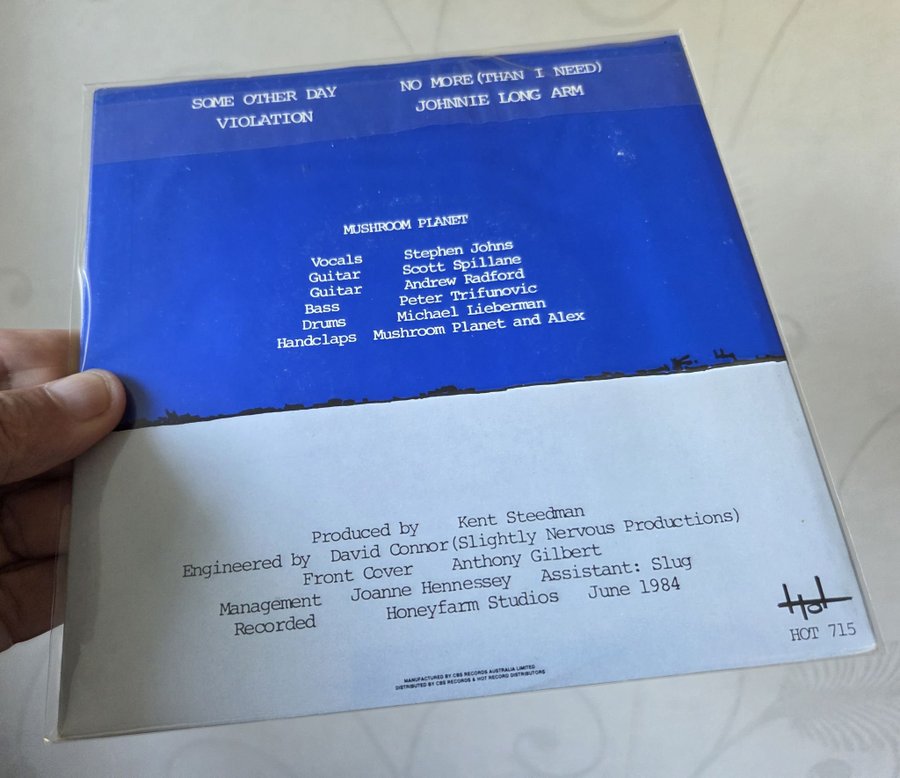 SOME OTHER DAY NO MORE (THAN I NEED)
VIOLATION JOHNNIE LONG ARM
MUSHROOM PLANET
Vocals Stephen Johns
Guitar Scott Spillane
Guitar Andrew Radford
Bass Peter Trifunovic
Drums Michael Lieberman
Handclaps Mushroom Planet and Alex
Produced by Kent Steedman
Engineered by David Connor (Slightly Nervous Productions)
Front Cover Anthony Gilbert
Management Joanne Hennessey Assistant: Slug
Recorded Honeyfarm Studios June 1984
Hot
HOT 715
MANUFACTURED BY CBS RECORDS AUSTRALIA LIMITED
DISTRIBUTED BY CBS RECORDS & HOT RECORD DISTRIBUTORS